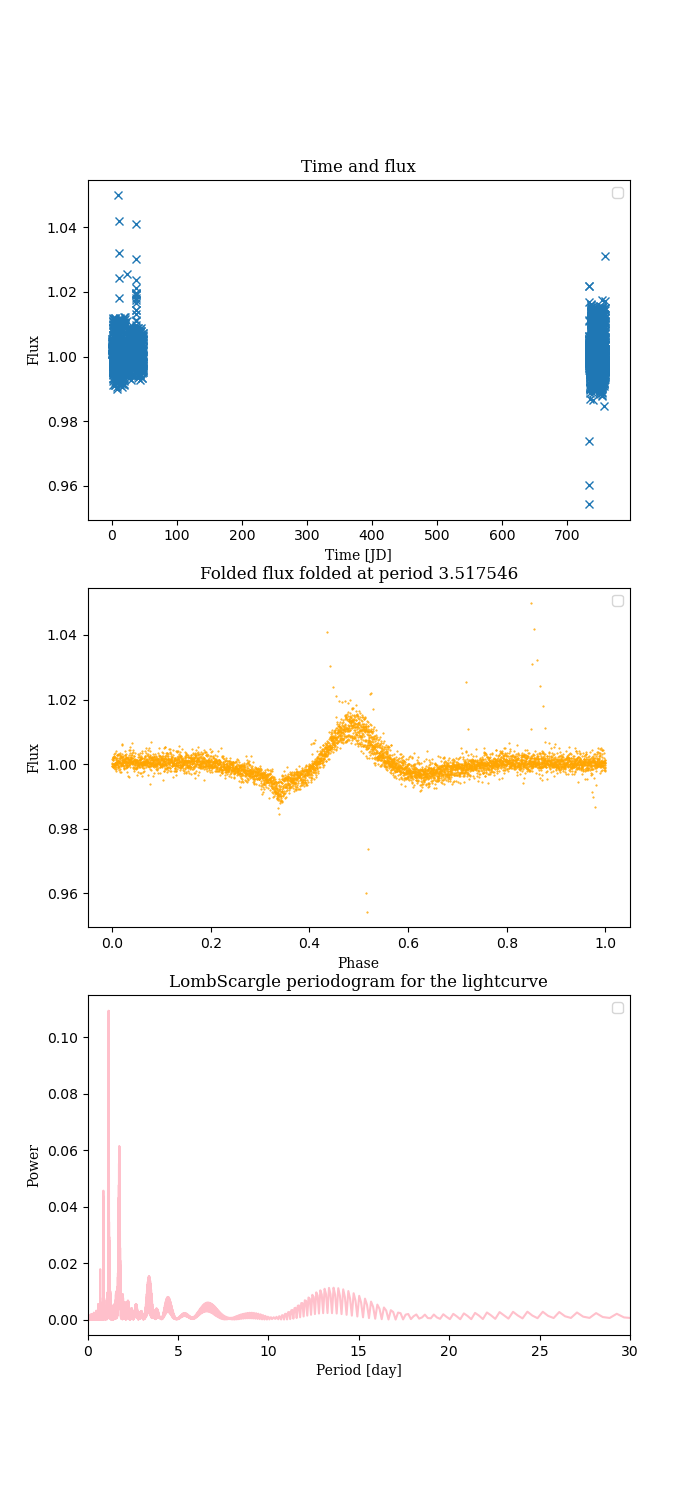 Time and flux
1.04
1.02
1.00
0.98
0.96
Flux
0 100 200 300 400 500 600 700
Time [JD]
Folded flux folded at period 3.517546
1.04
1.02
1.00
0.98
0.96
Flux
0.0 0.2 0.4 0.6 0.8 1.0
Phase
LombScargle periodogram for the lightcurve
0.10
0.08
0.06
0.04
0.02
0.00
Power
0 5 10 15 20 25 30
Period [day]